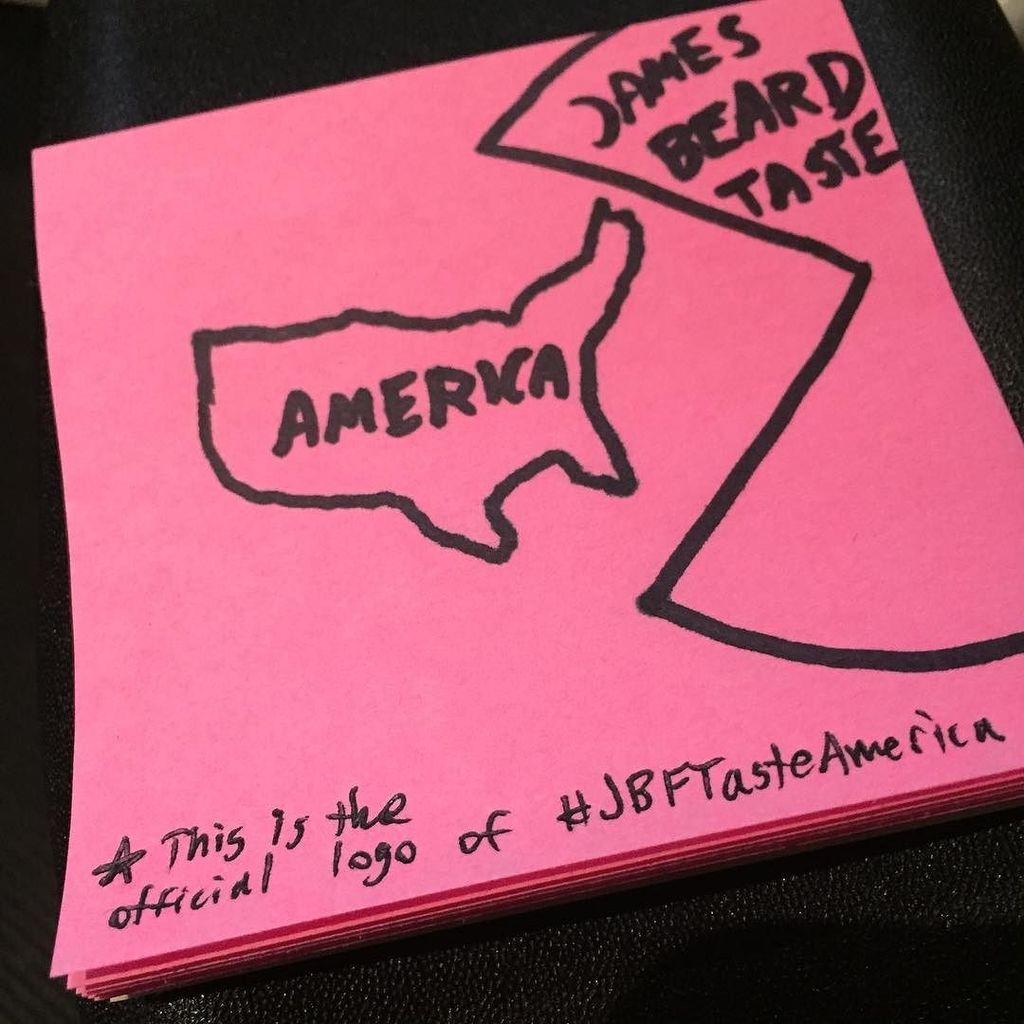 JAMES
BEARD
TASTE
AMERICA
☆ This is the
official logo of #JBFTasteAmerica